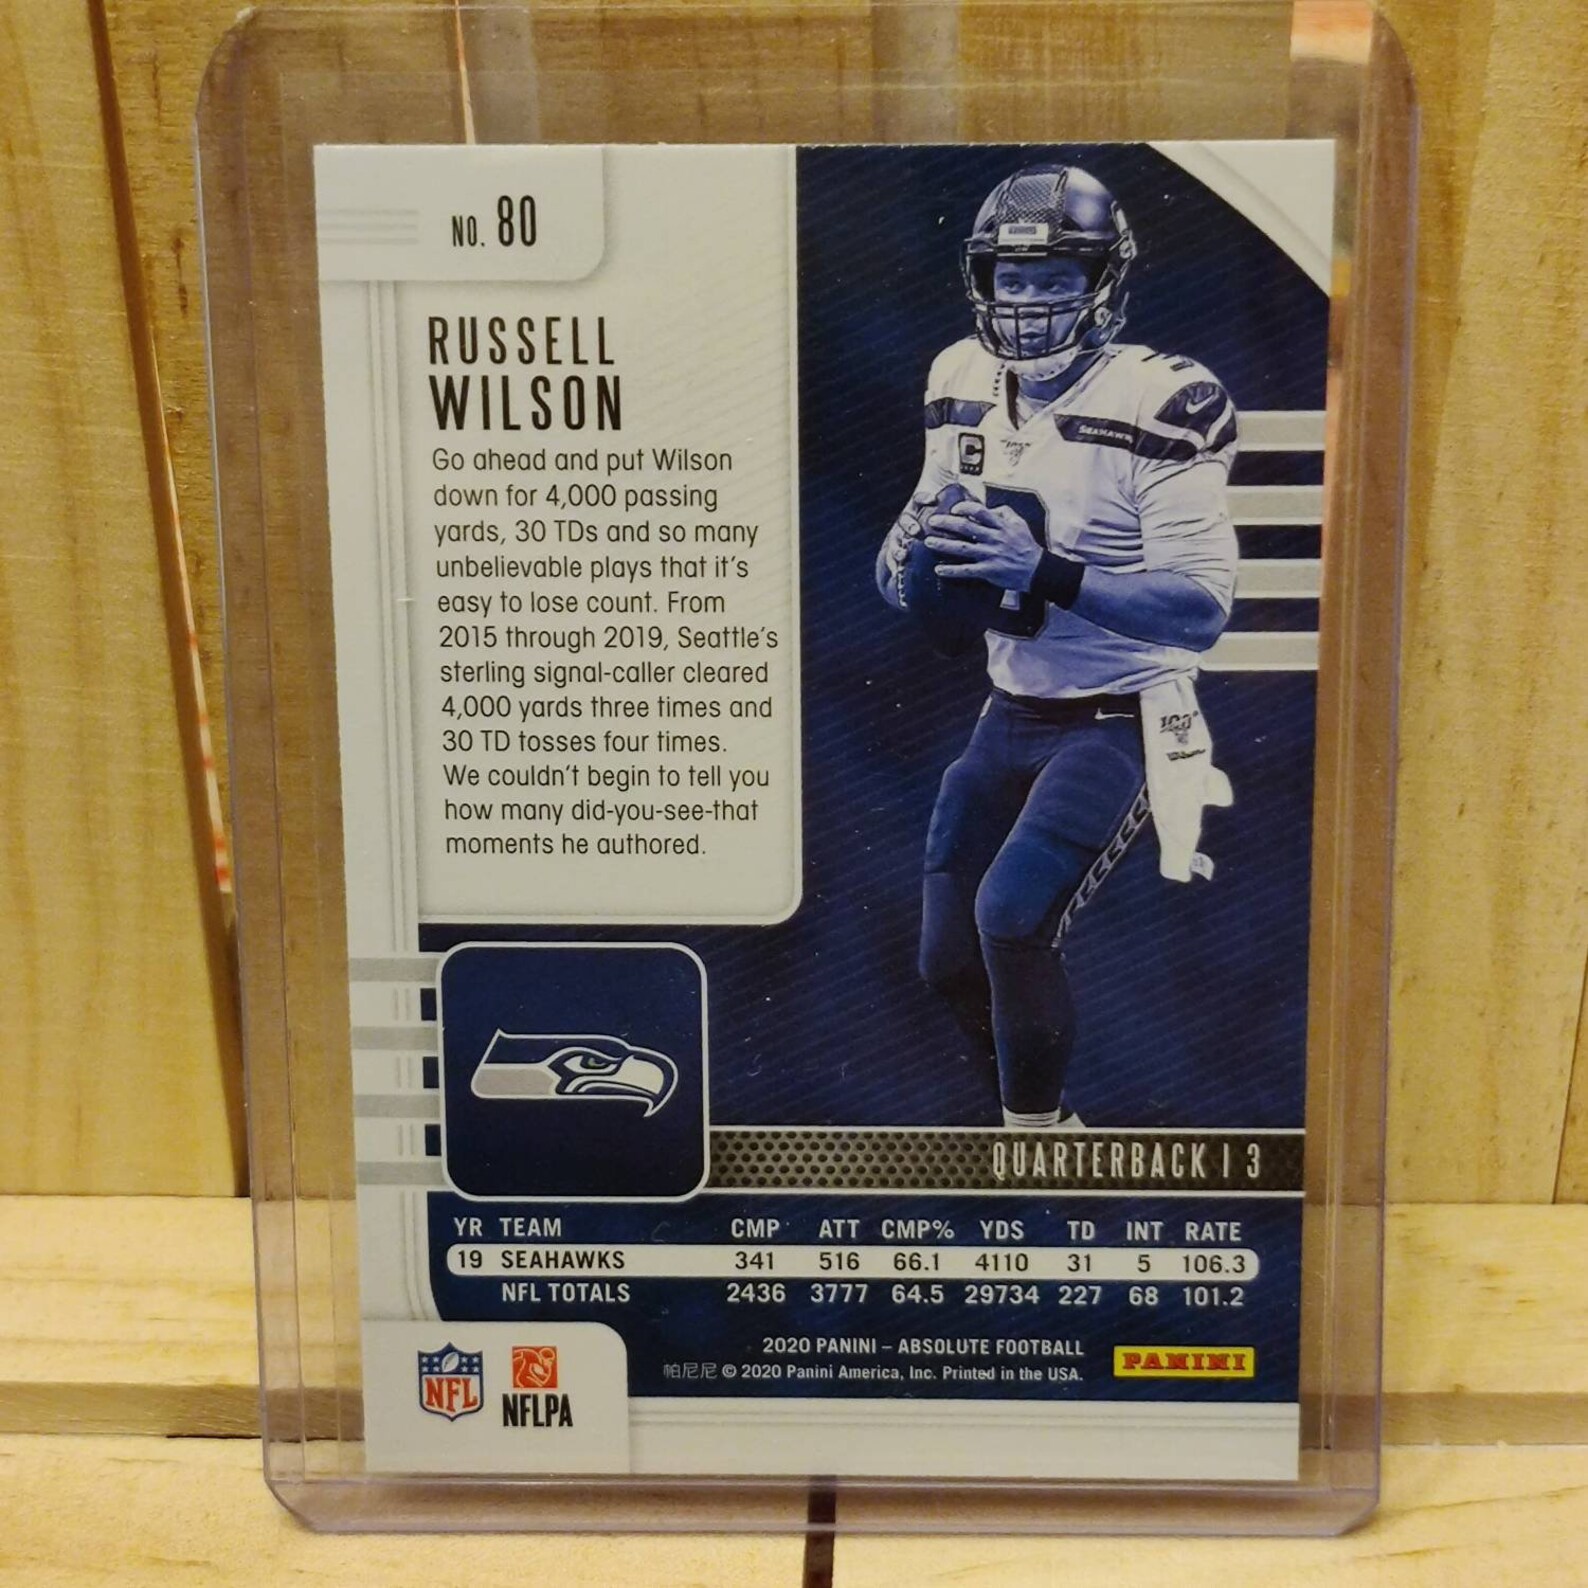 NO. 80
RUSSELL
WILSON
Go ahead and put Wilson
down for 4,000 passing
yards, 30 TDs and so many
unbelievable plays that it's
easy to lose count. From
2015 through 2019, Seattle's
sterling signal-caller cleared
4,000 yards three times and
30 TD tosses four times.
We couldn't begin to tell you
how many did-you-see-that
moments he authored.
SEAHAWKS
C
100
QUARTERBACK | 3
YR TEAM CMP ATT CMP% YDS TD INT RATE
19 SEAHAWKS 341 516 66.1 4110 31 5 106.3
NFL TOTALS 2436 3777 64.5 29734 227 68 101.2
2020 PANINI – ABSOLUTE FOOTBALL
帕尼尼 © 2020 Panini America, Inc. Printed in the USA.
PANINI
NFL
NFLPA